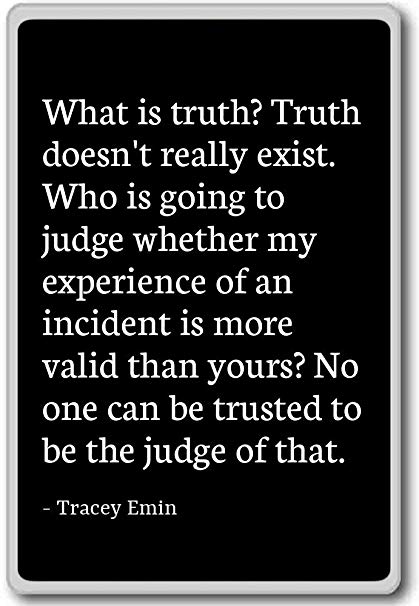 What is truth? Truth
doesn't really exist.
Who is going to
judge whether my
experience of an
incident is more
valid than yours? No
one can be trusted to
be the judge of that.
- Tracey Emin